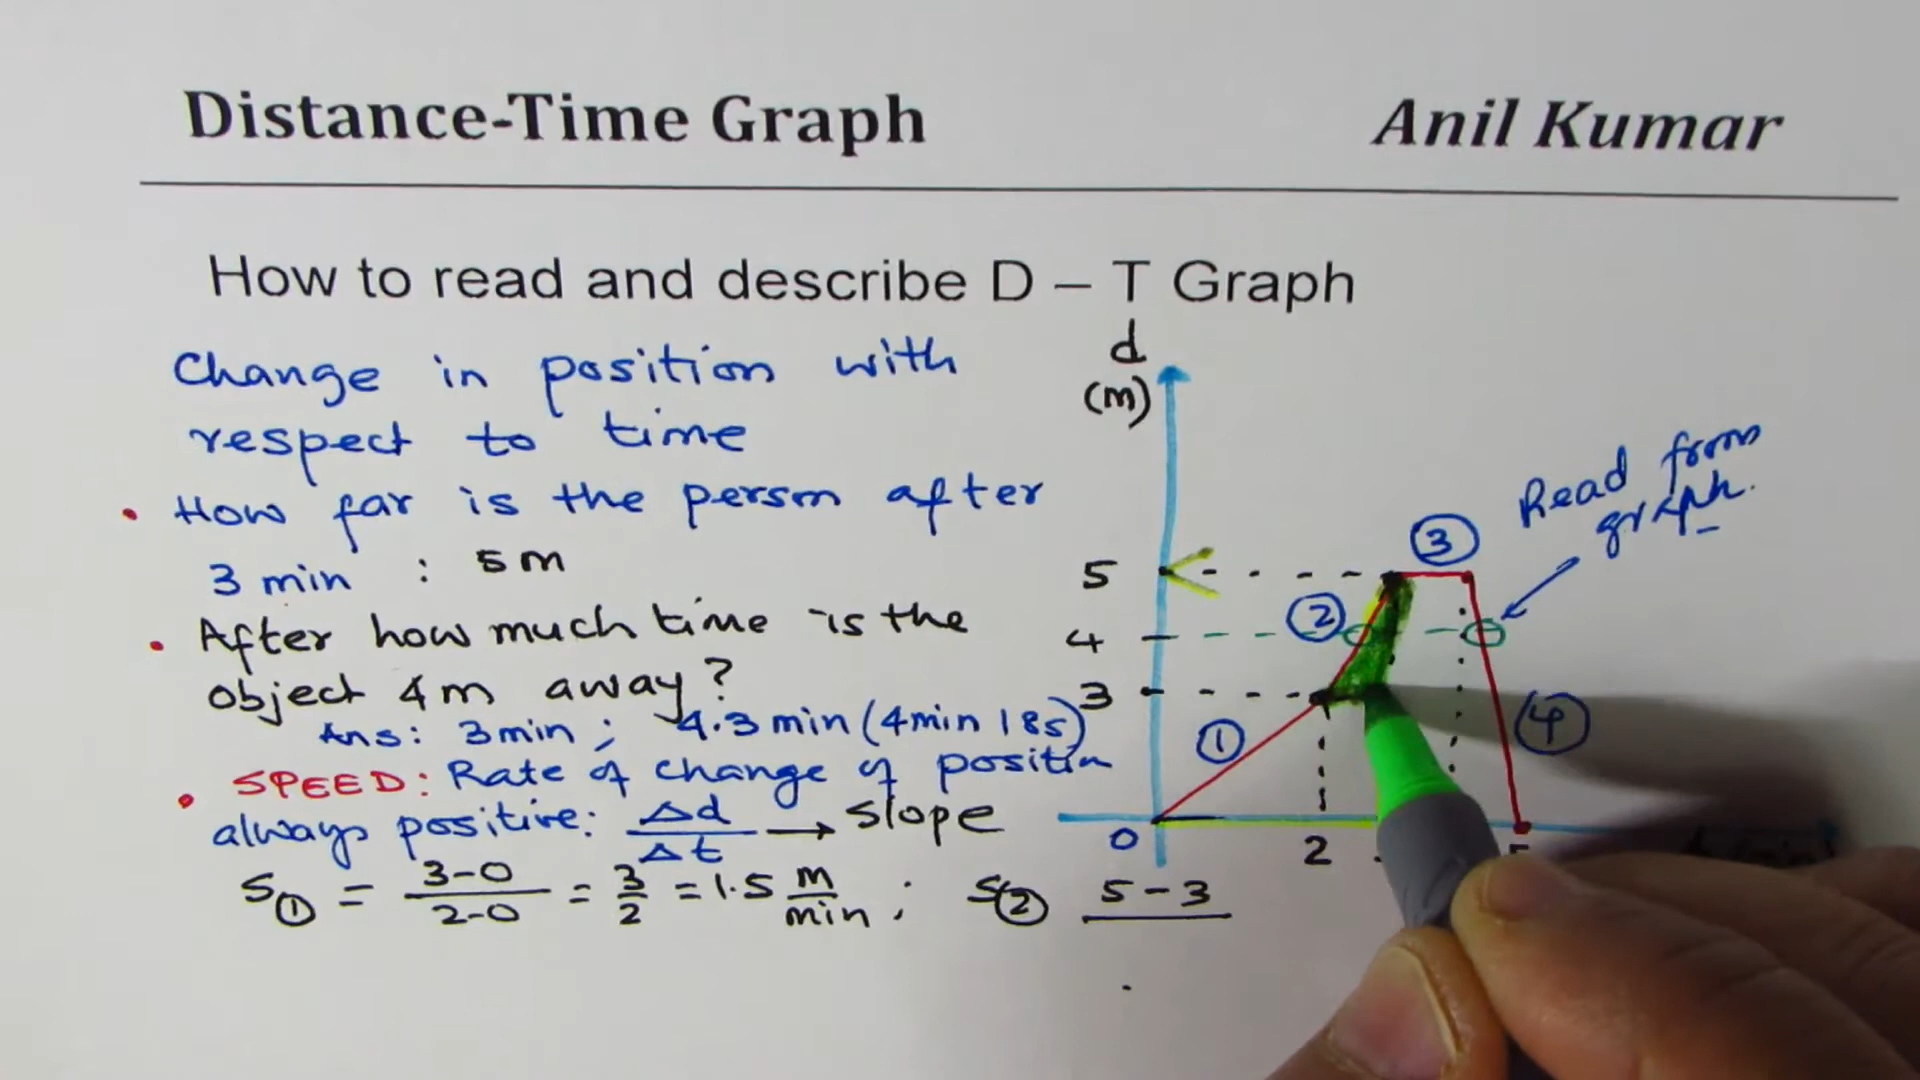 Distance-Time Graph Anil Kumar
How to read and describe D – T Graph
Change in position with
respect to time
• How far is the person after
3 min : 5m
• After how much time is the
object 4m away?
Ans: 3min ; 4.3min (4min 18s)
• SPEED: Rate of change of position
always positive: Δd/Δt → slope
S① = 3-0/2-0 = 3/2 = 1.5 m/min ; S② 5-3
d
(m)
Read from
graph.
③
5
②
4
3
④
①
0
2